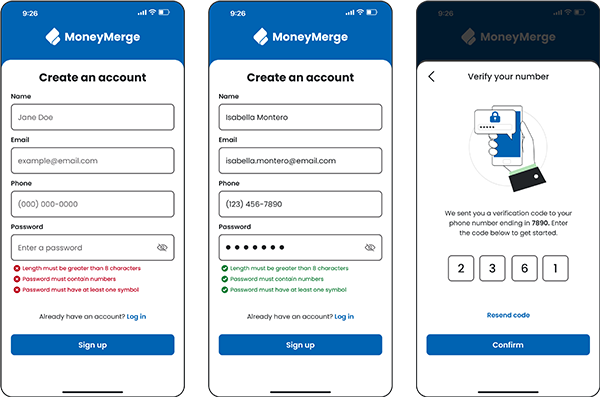 9:26
MoneyMerge
Create an account
Name
Jane Doe
Email
example@email.com
Phone
(000) 000-0000
Password
Enter a password
Length must be greater than 8 characters
Password must contain numbers
Password must have at least one symbol
Already have an account? Log in
Sign up
9:26
MoneyMerge
Create an account
Name
Isabella Montero
Email
isabella.montero@email.com
Phone
(123) 456-7890
Password
Length must be greater than 8 characters
Password must contain numbers
Password must have at least one symbol
Already have an account? Log in
Sign up
9:26
MoneyMerge
Verify your number
We sent you a verification code to your
phone number ending in 7890. Enter
the code below to get started.
2 3 6 1
Resend code
Confirm